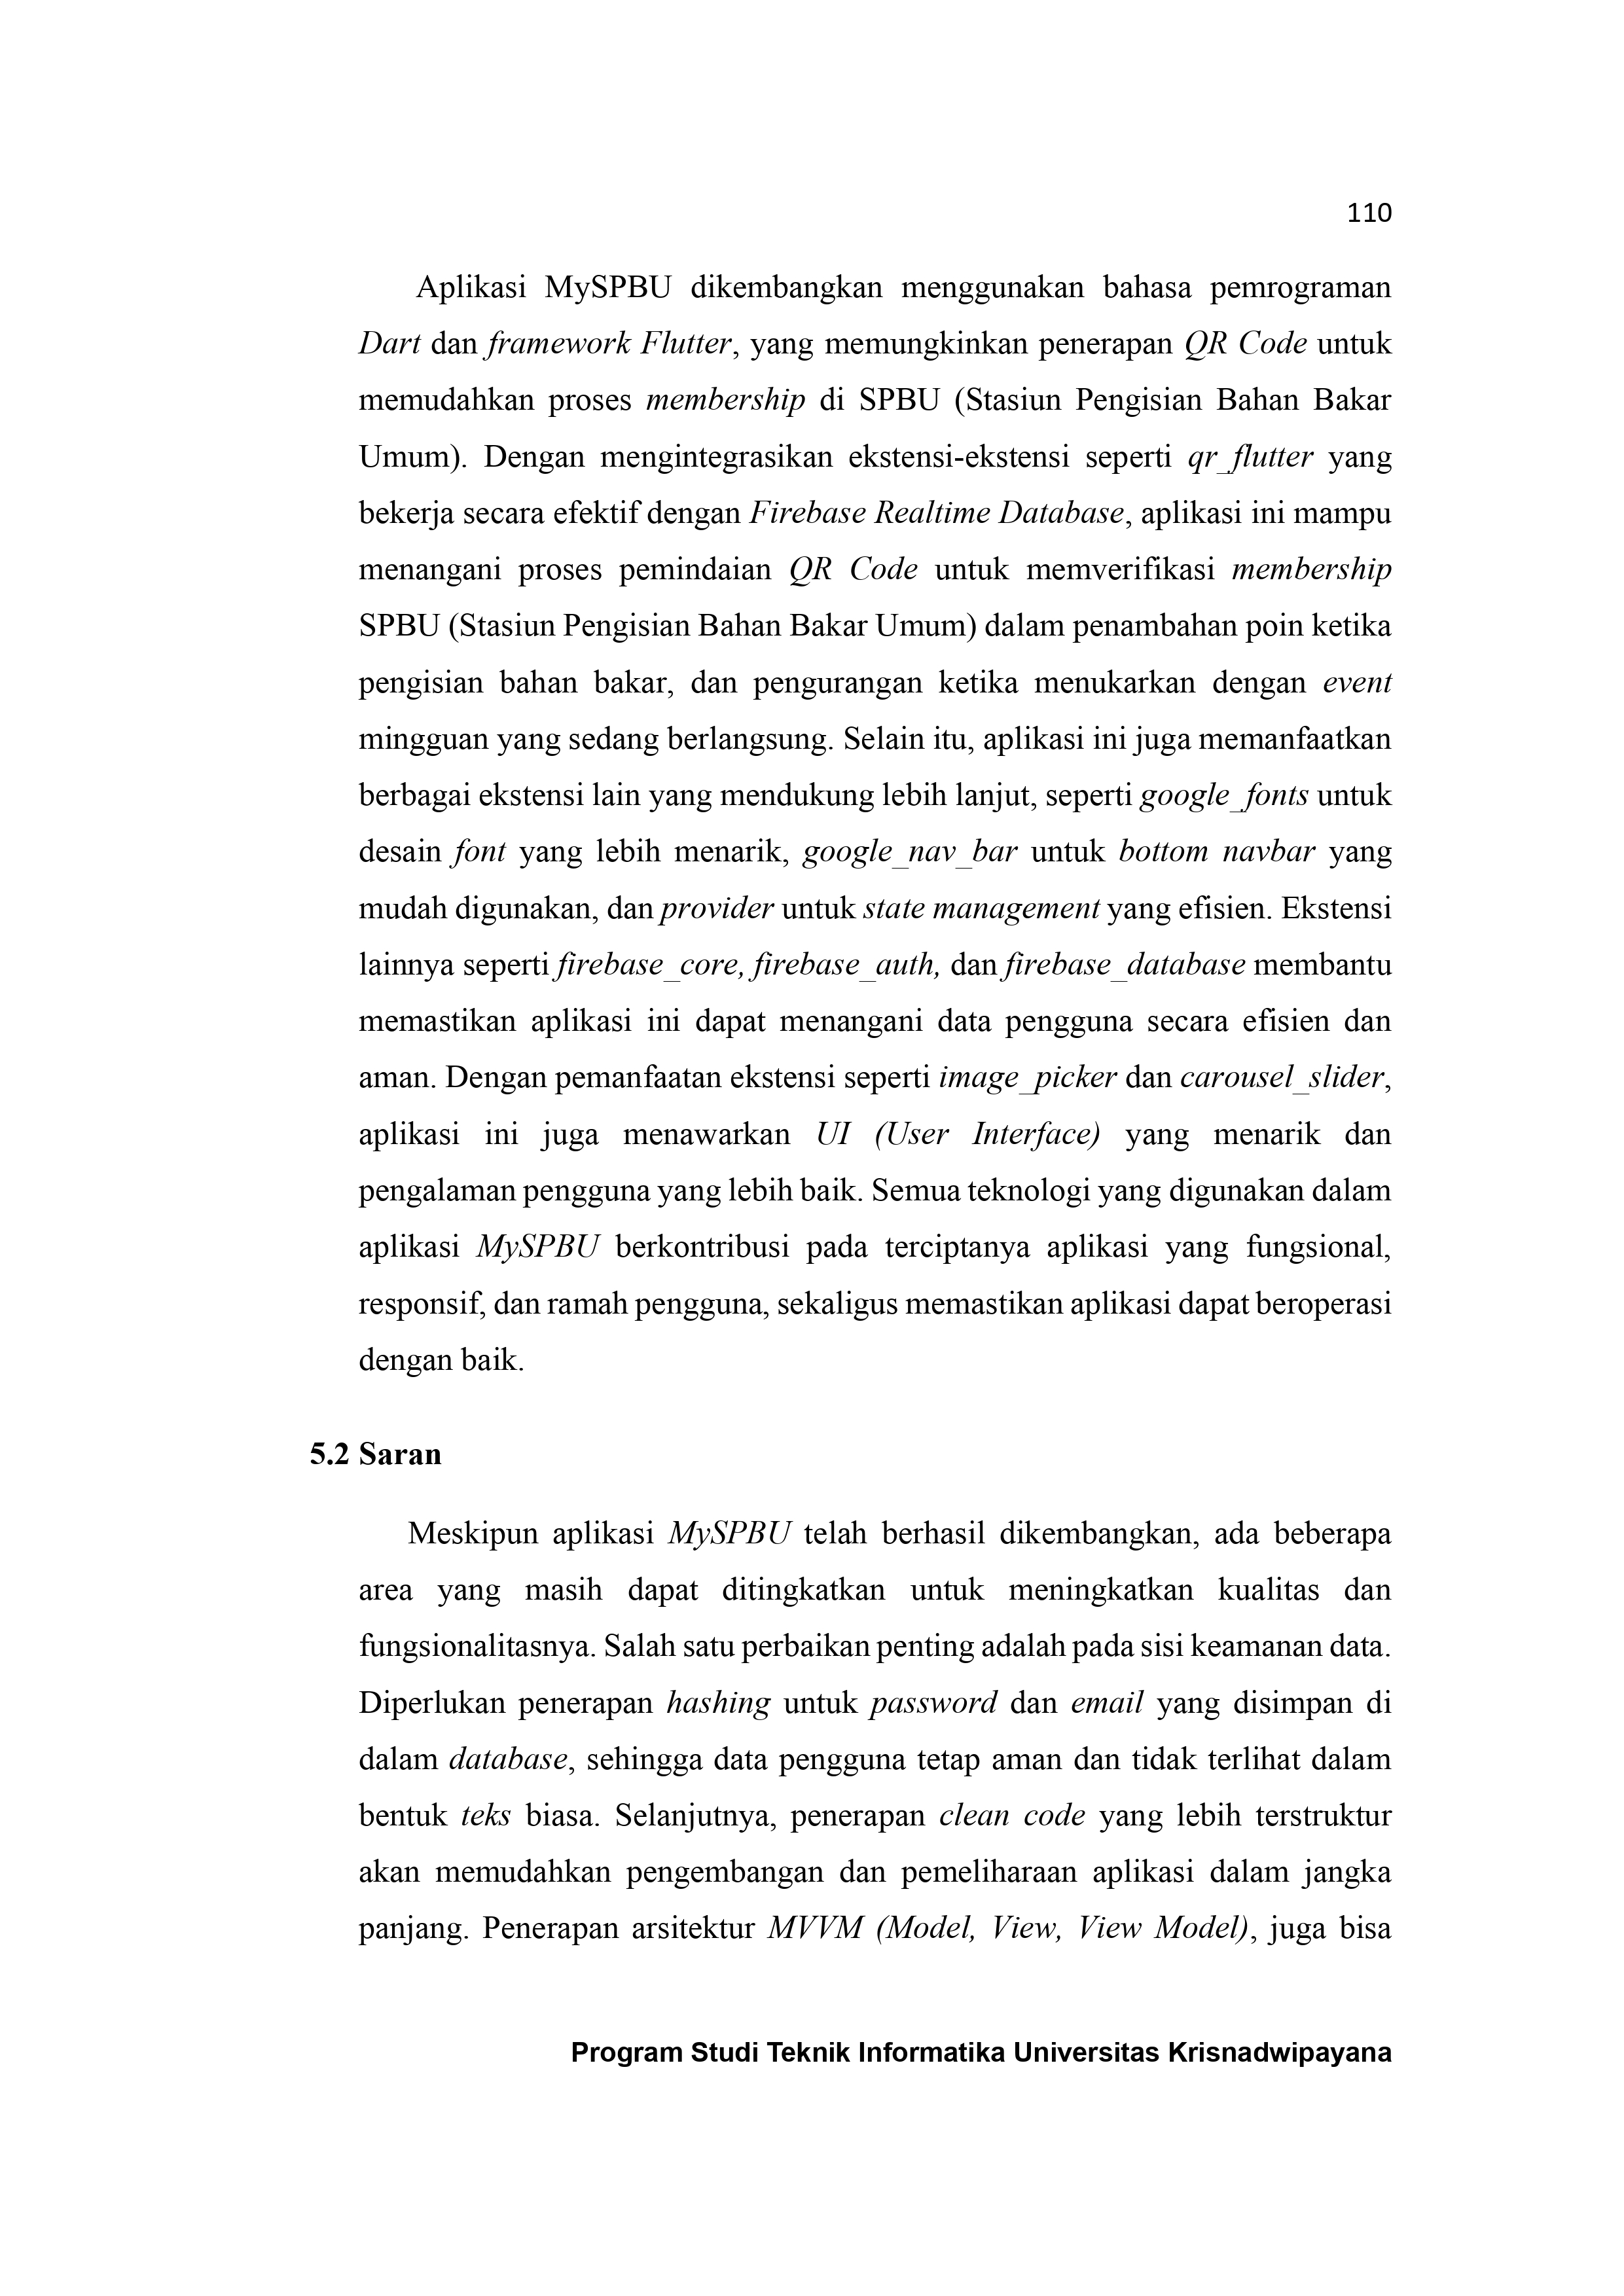 110
Aplikasi MySPBU dikembangkan menggunakan bahasa pemrograman
Dart dan framework Flutter, yang memungkinkan penerapan QR Code untuk
memudahkan proses membership di SPBU (Stasiun Pengisian Bahan Bakar
Umum). Dengan mengintegrasikan ekstensi-ekstensi seperti qr_flutter yang
bekerja secara efektif dengan Firebase Realtime Database, aplikasi ini mampu
menangani proses pemindaian QR Code untuk memverifikasi membership
SPBU (Stasiun Pengisian Bahan Bakar Umum) dalam penambahan poin ketika
pengisian bahan bakar, dan pengurangan ketika menukarkan dengan event
mingguan yang sedang berlangsung. Selain itu, aplikasi ini juga memanfaatkan
berbagai ekstensi lain yang mendukung lebih lanjut, seperti google_fonts untuk
desain font yang lebih menarik, google_nav_bar untuk bottom navbar yang
mudah digunakan, dan provider untuk state management yang efisien. Ekstensi
lainnya seperti firebase_core, firebase_auth, dan firebase_database membantu
memastikan aplikasi ini dapat menangani data pengguna secara efisien dan
aman. Dengan pemanfaatan ekstensi seperti image_picker dan carousel_slider,
aplikasi ini juga menawarkan UI (User Interface) yang menarik dan
pengalaman pengguna yang lebih baik. Semua teknologi yang digunakan dalam
aplikasi MySPBU berkontribusi pada terciptanya aplikasi yang fungsional,
responsif, dan ramah pengguna, sekaligus memastikan aplikasi dapat beroperasi
dengan baik.
5.2 Saran
Meskipun aplikasi MySPBU telah berhasil dikembangkan, ada beberapa
area yang masih dapat ditingkatkan untuk meningkatkan kualitas dan
fungsionalitasnya. Salah satu perbaikan penting adalah pada sisi keamanan data.
Diperlukan penerapan hashing untuk password dan email yang disimpan di
dalam database, sehingga data pengguna tetap aman dan tidak terlihat dalam
bentuk teks biasa. Selanjutnya, penerapan clean code yang lebih terstruktur
akan memudahkan pengembangan dan pemeliharaan aplikasi dalam jangka
panjang. Penerapan arsitektur MVVM (Model, View, View Model), juga bisa
Program Studi Teknik Informatika Universitas Krisnadwipayana